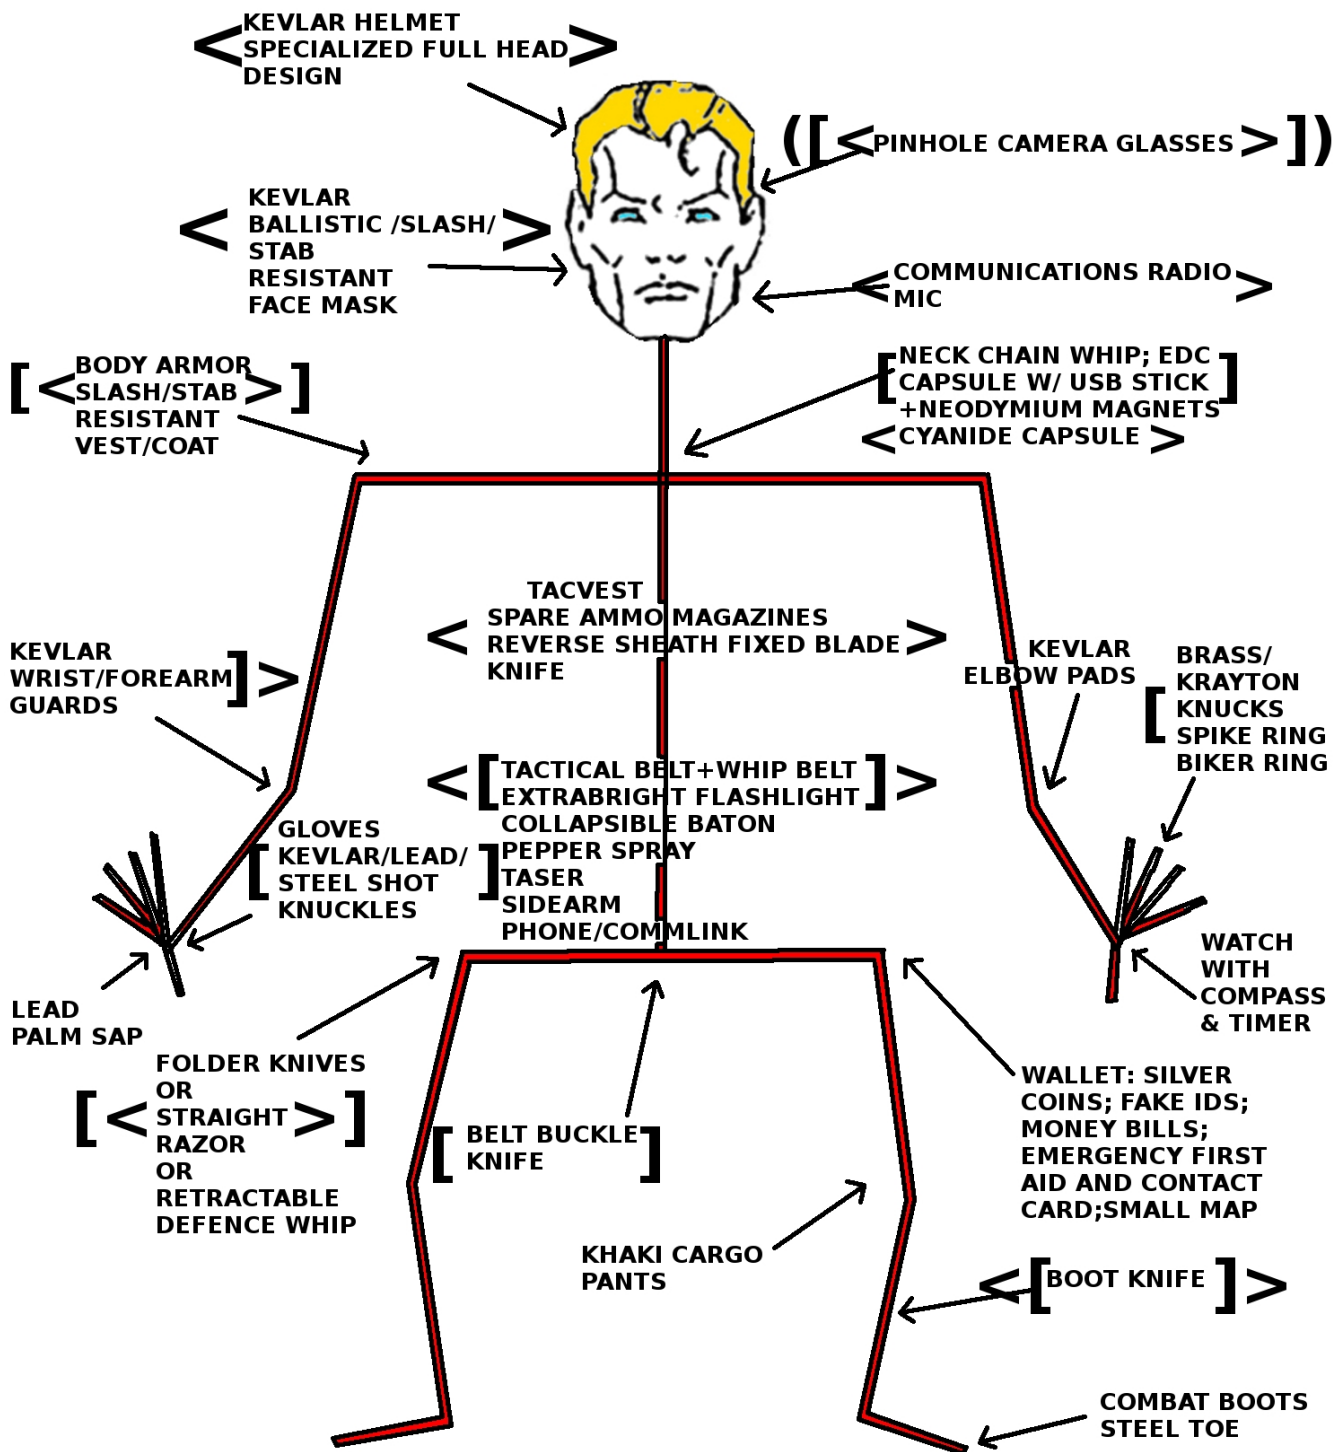 KEVLAR HELMET
SPECIALIZED FULL HEAD
DESIGN
PINHOLE CAMERA GLASSES
KEVLAR
BALLISTIC /SLASH/
STAB
RESISTANT
FACE MASK
COMMUNICATIONS RADIO
MIC
BODY ARMOR
SLASH/STAB
RESISTANT
VEST/COAT
NECK CHAIN WHIP; EDC
CAPSULE W/ USB STICK
+NEODYMIUM MAGNETS
CYANIDE CAPSULE
TACVEST
SPARE AMMO MAGAZINES
REVERSE SHEATH FIXED BLADE
KNIFE
KEVLAR
WRIST/FOREARM
GUARDS
KEVLAR
ELBOW PADS
BRASS/
KRAYTON
KNUCKS
SPIKE RING
BIKER RING
TACTICAL BELT+WHIP BELT
EXTRABRIGHT FLASHLIGHT
COLLAPSIBLE BATON
PEPPER SPRAY
TASER
SIDEARM
PHONE/COMMLINK
GLOVES
KEVLAR/LEAD/
STEEL SHOT
KNUCKLES
LEAD
PALM SAP
WATCH
WITH
COMPASS
& TIMER
FOLDER KNIVES
OR
STRAIGHT
RAZOR
OR
RETRACTABLE
DEFENCE WHIP
BELT BUCKLE
KNIFE
WALLET: SILVER
COINS; FAKE IDS;
MONEY BILLS;
EMERGENCY FIRST
AID AND CONTACT
CARD;SMALL MAP
KHAKI CARGO
PANTS
BOOT KNIFE
COMBAT BOOTS
STEEL TOE